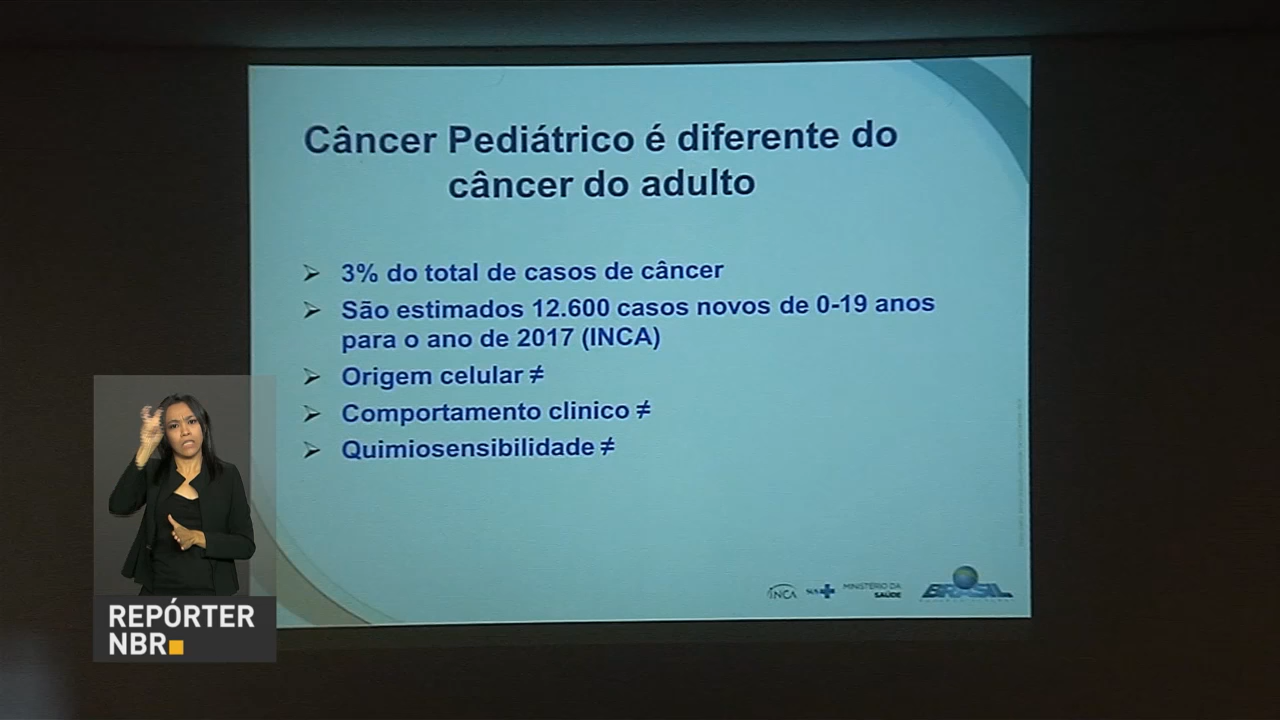 Câncer Pediátrico é diferente do
câncer do adulto
➢ 3% do total de casos de câncer
➢ São estimados 12.600 casos novos de 0-19 anos
para o ano de 2017 (INCA)
➢ Origem celular ≠
➢ Comportamento clinico ≠
➢ Quimiosensibilidade ≠
INCA
SUS
MINISTÉRIO DA
SAÚDE
BRASIL
REPÓRTER
NBR